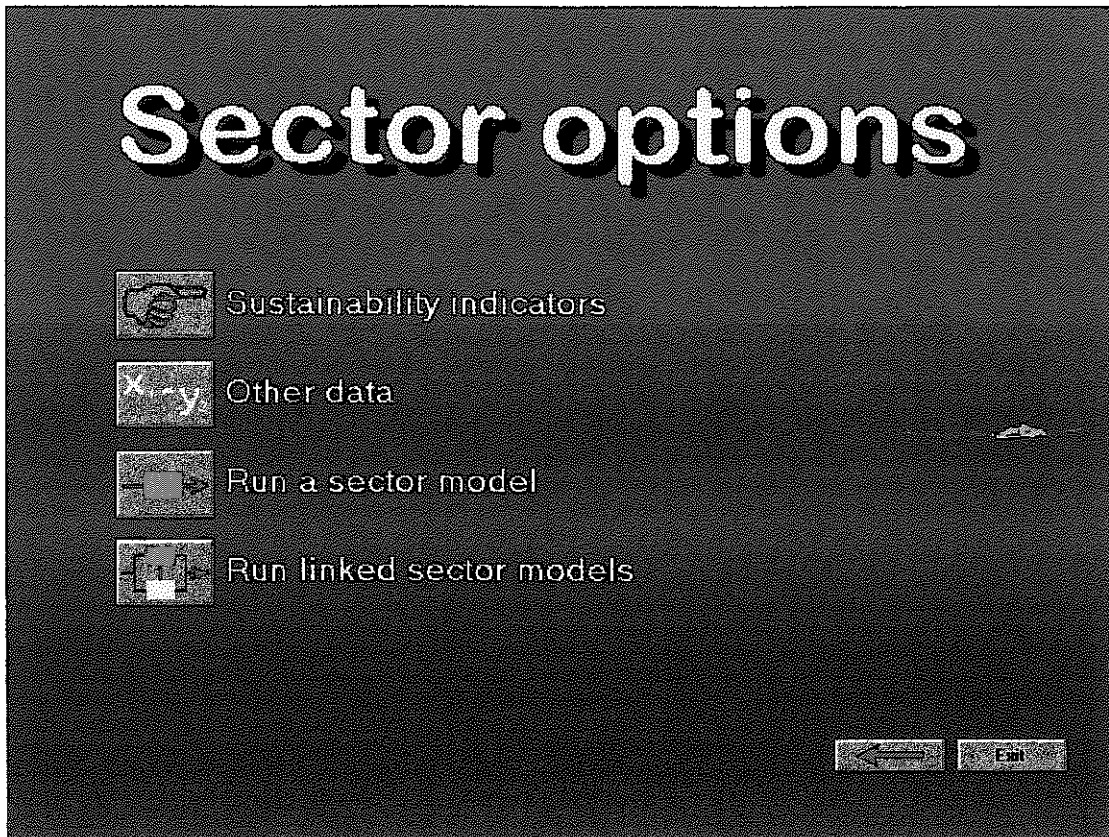 Sector options
Sustainability indicators
X Y
Other data
Run a sector model
Run linked sector models
Exit